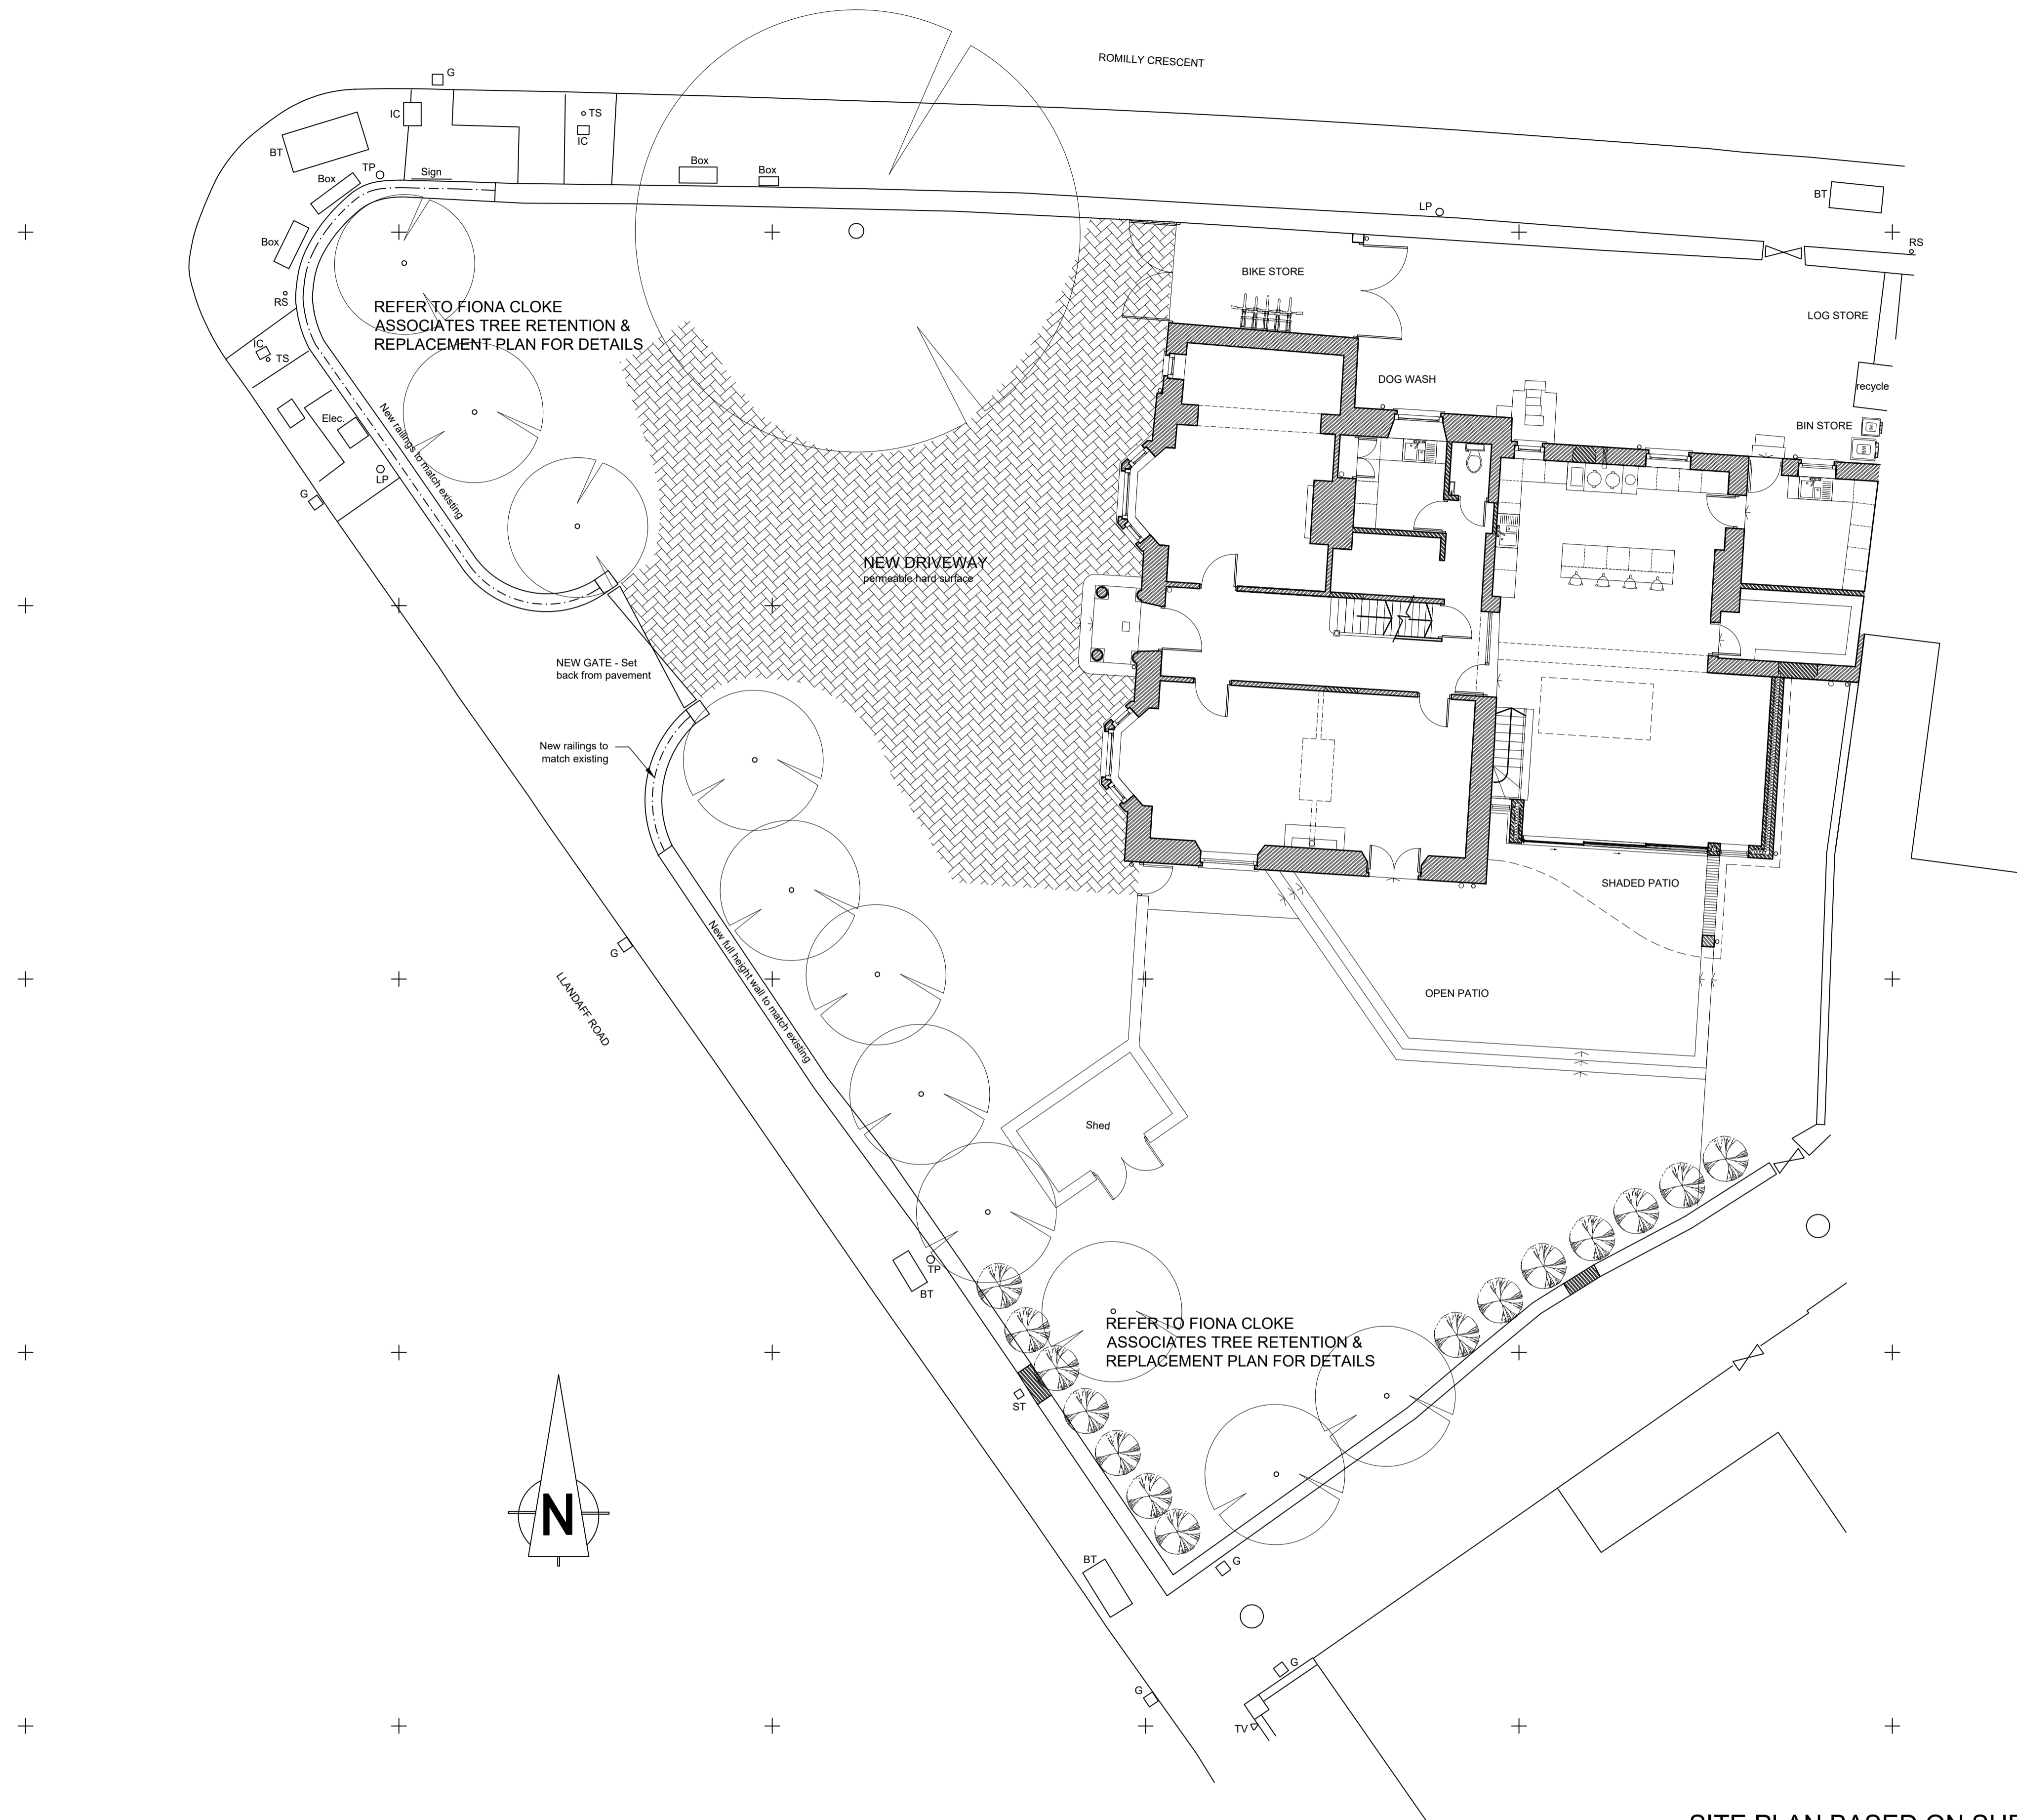 ROMILLY CRESCENT
G
IC
TS
IC
BT
TP
Sign
Box
Box
Box
Box
BT
LP
RS
RS
BIKE STORE
LOG STORE
REFER TO FIONA CLOKE
ASSOCIATES TREE RETENTION &
REPLACEMENT PLAN FOR DETAILS
IC
TS
DOG WASH
recycle
BIN STORE
Elec.
LP
G
New railings to match existing
NEW DRIVEWAY
permeable hard surface
NEW GATE - Set
back from pavement
New railings to
match existing
SHADED PATIO
OPEN PATIO
G
LLANDAFF ROAD
New full height wall to match existing
Shed
TP
BT
REFER TO FIONA CLOKE
ASSOCIATES TREE RETENTION &
REPLACEMENT PLAN FOR DETAILS
ST
N
BT
G
G
G
TV